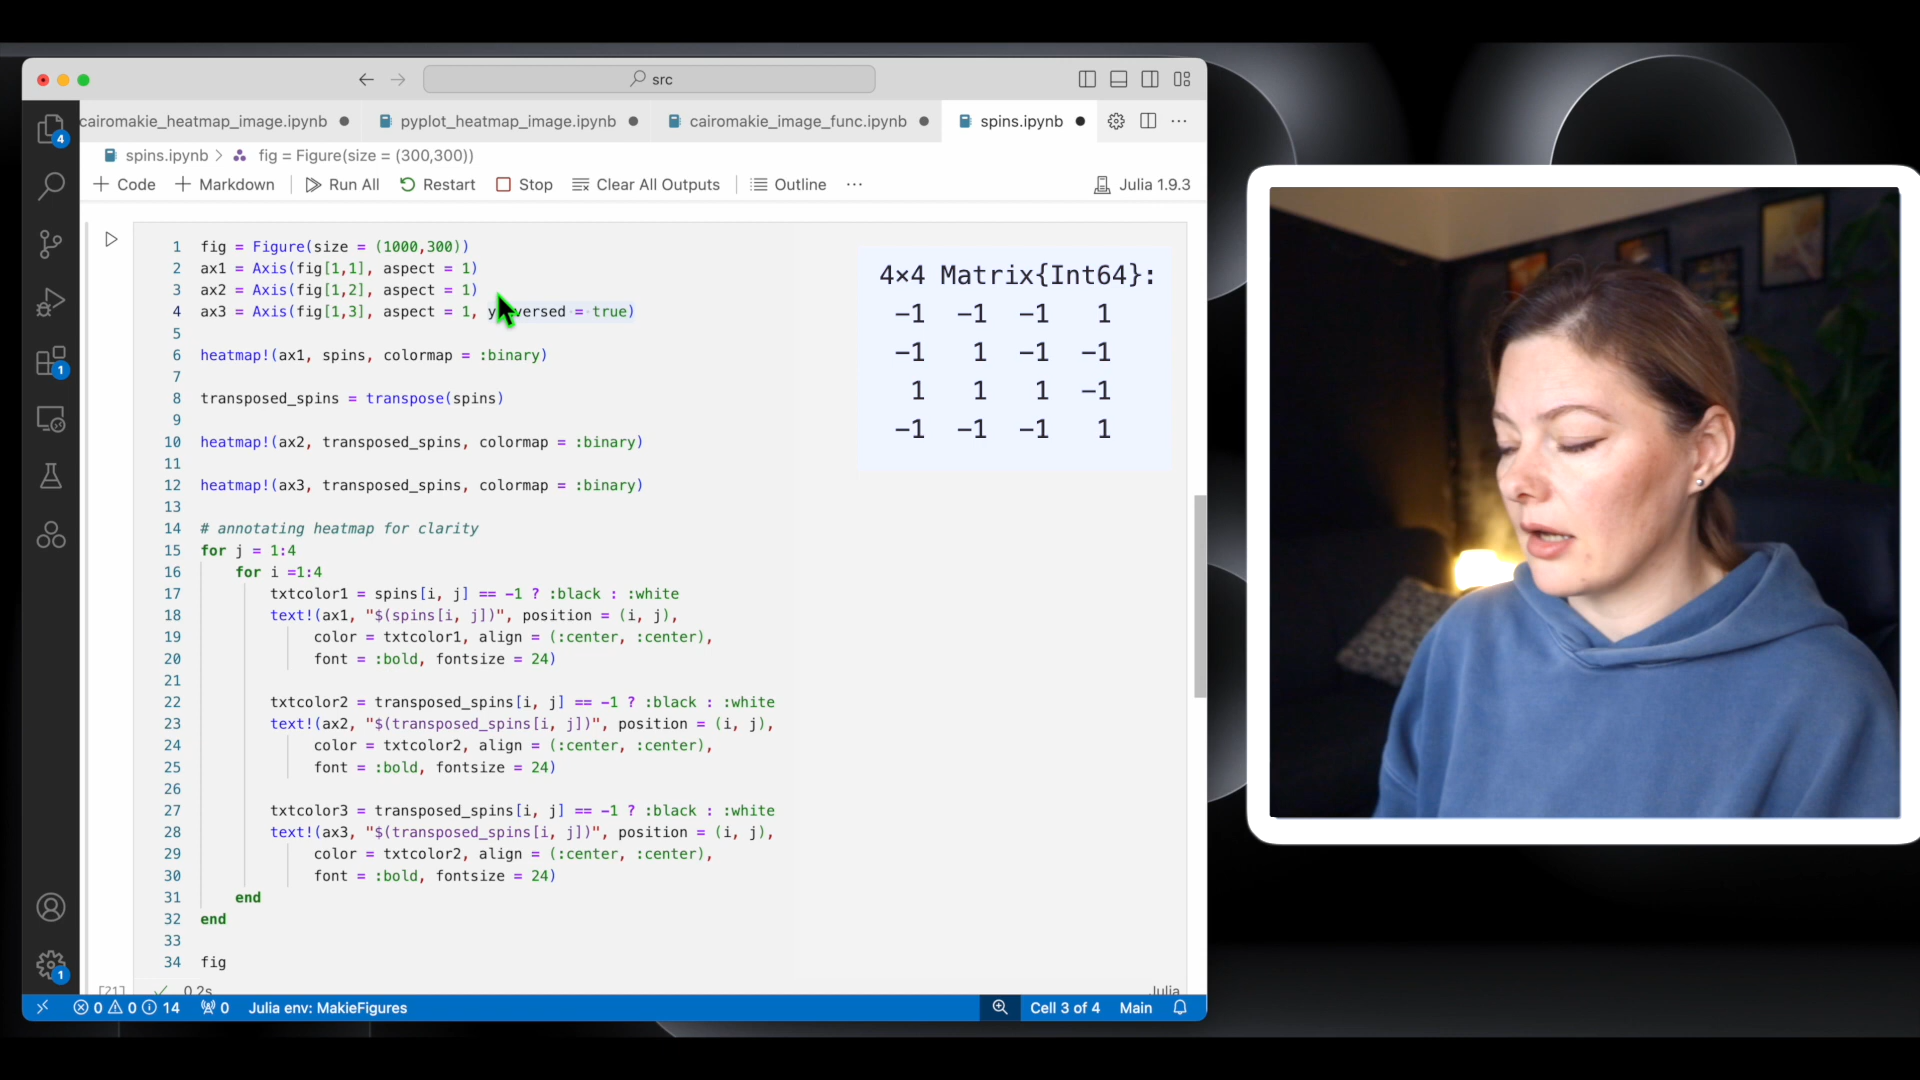 src
cairomakie_heatmap_image.ipynb
pyplot_heatmap_image.ipynb
cairomakie_image_func.ipynb
spins.ipynb
spins.ipynb > fig = Figure(size = (300,300))
+ Code + Markdown Run All Restart Stop Clear All Outputs Outline ... Julia 1.9.3
1 fig = Figure(size = (1000,300))
2 ax1 = Axis(fig[1,1], aspect = 1)
3 ax2 = Axis(fig[1,2], aspect = 1)
4 ax3 = Axis(fig[1,3], aspect = 1, = true)
5
6 heatmap!(ax1, spins, colormap = :binary)
7
8 transposed_spins = transpose(spins)
9
10 heatmap!(ax2, transposed_spins, colormap = :binary)
11
12 heatmap!(ax3, transposed_spins, colormap = :binary)
13
14 # annotating heatmap for clarity
15 for j = 1:4
16 for i =1:4
17 txtcolor1 = spins[i, j] == -1 ? :black : :white
18 text!(ax1, "$(spins[i, j])", position = (i, j),
19 color = txtcolor1, align = (:center, :center),
20 font = :bold, fontsize = 24)
21
22 txtcolor2 = transposed_spins[i, j] == -1 ? :black : :white
23 text!(ax2, "$(transposed_spins[i, j])", position = (i, j),
24 color = txtcolor2, align = (:center, :center),
25 font = :bold, fontsize = 24)
26
27 txtcolor3 = transposed_spins[i, j] == -1 ? :black : :white
28 text!(ax3, "$(transposed_spins[i, j])", position = (i, j),
29 color = txtcolor2, align = (:center, :center),
30 font = :bold, fontsize = 24)
31 end
32 end
33
34 fig
4×4 Matrix{Int64}:
-1 -1 -1 1
-1 1 -1 -1
1 1 1 -1
-1 -1 -1 1
[21] 0.2s Julia
4
1
1
0 0 14 0 Julia env: MakieFigures Cell 3 of 4 Main